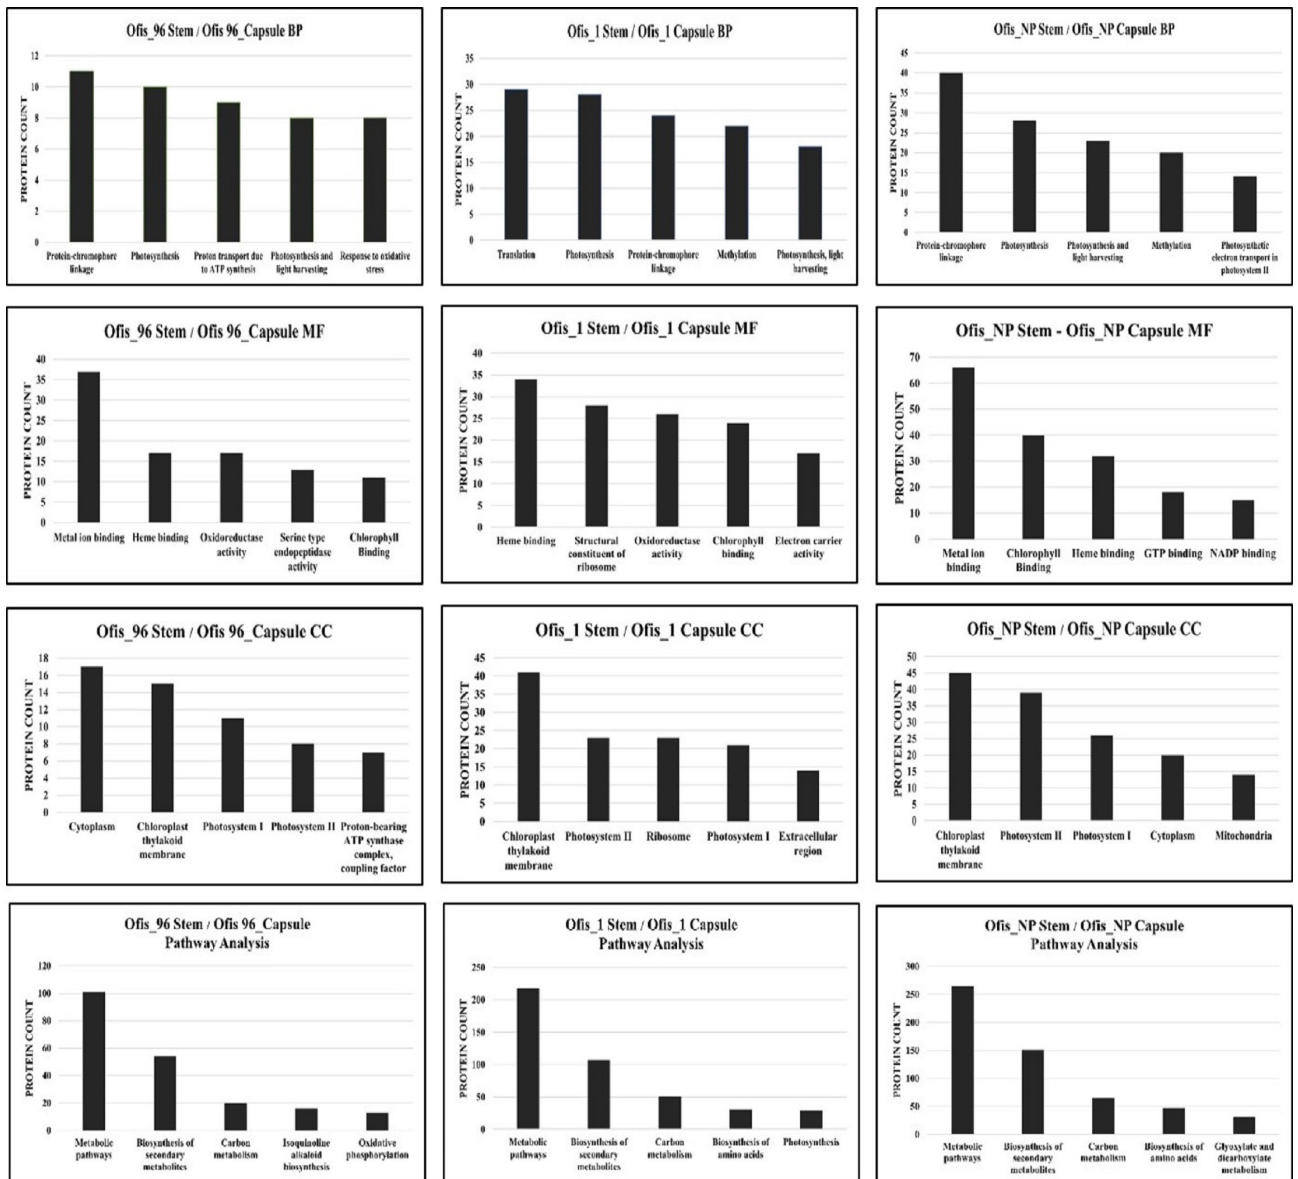 Ofis_96 Stem / Ofis 96_Capsule BP
PROTEIN COUNT
12
10
8
6
4
2
0
Protein-chromophore
linkage
Photosynthesis
Proton transport due
to ATP synthesis
Photosynthesis and
light harvesting
Response to oxidative
stress
Ofis_1 Stem / Ofis_1 Capsule BP
PROTEIN COUNT
35
30
25
20
15
10
5
0
Translation
Photosynthesis
Protein-chromophore
linkage
Methylation
Photosynthesis, light
harvesting
Ofis_NP Stem / Ofis_NP Capsule BP
PROTEIN COUNT
45
40
35
30
25
20
15
10
5
0
Protein-chromophore
linkage
Photosynthesis
Photosynthesis and
light harvesting
Methylation
Photosynthetic
electron transport in
photosystem II
Ofis_96 Stem / Ofis 96_Capsule MF
PROTEIN COUNT
40
35
30
25
20
15
10
5
0
Metal ion binding
Heme binding
Oxidoreductase
activity
Serine type
endopeptidase
activity
Chlorophyll
Binding
Ofis_1 Stem / Ofis_1 Capsule MF
PROTEIN COUNT
40
35
30
25
20
15
10
5
0
Heme binding
Structural
constituent of
ribosome
Oxidoreductase
activity
Chlorophyll
binding
Electron carrier
activity
Ofis_NP Stem - Ofis_NP Capsule MF
PROTEIN COUNT
70
60
50
40
30
20
10
0
Metal ion
binding
Chlorophyll
Binding
Heme binding
GTP binding
NADP binding
Ofis_96 Stem / Ofis 96_Capsule CC
PROTEIN COUNT
18
16
14
12
10
8
6
4
2
0
Cytoplasm
Chloroplast
thylakoid
membrane
Photosystem I
Photosystem II
Proton-bearing
ATP synthase
complex,
coupling factor
Ofis_1 Stem / Ofis_1 Capsule CC
PROTEIN COUNT
45
40
35
30
25
20
15
10
5
0
Chloroplast
thylakoid
membrane
Photosystem II
Ribosome
Photosystem I
Extracellular
region
Ofis_NP Stem / Ofis_NP Capsule CC
PROTEIN COUNT
50
45
40
35
30
25
20
15
10
5
0
Chloroplast
thylakoid
membrane
Photosystem II
Photosystem I
Cytoplasm
Mitochondria
Ofis_96 Stem / Ofis 96_Capsule
Pathway Analysis
PROTEIN COUNT
120
100
80
60
40
20
0
Metabolic
pathways
Biosynthesis of
secondary
metabolites
Carbon
metabolism
Isoquinoline
alkaloid
biosynthesis
Oxidative
phosphorylation
Ofis_1 Stem / Ofis_1 Capsule
Pathway Analysis
PROTEIN COUNT
250
200
150
100
50
0
Metabolic
pathways
Biosynthesis of
secondary
metabolites
Carbon
metabolism
Biosynthesis of
amino acids
Photosynthesis
Ofis_NP Stem / Ofis_NP Capsule
Pathway Analysis
PROTEIN COUNT
300
250
200
150
100
50
0
Metabolic
pathways
Biosynthesis of
secondary
metabolites
Carbon
metabolism
Biosynthesis of
amino acids
Glyoxylate and
dicarboxylate
metabolism